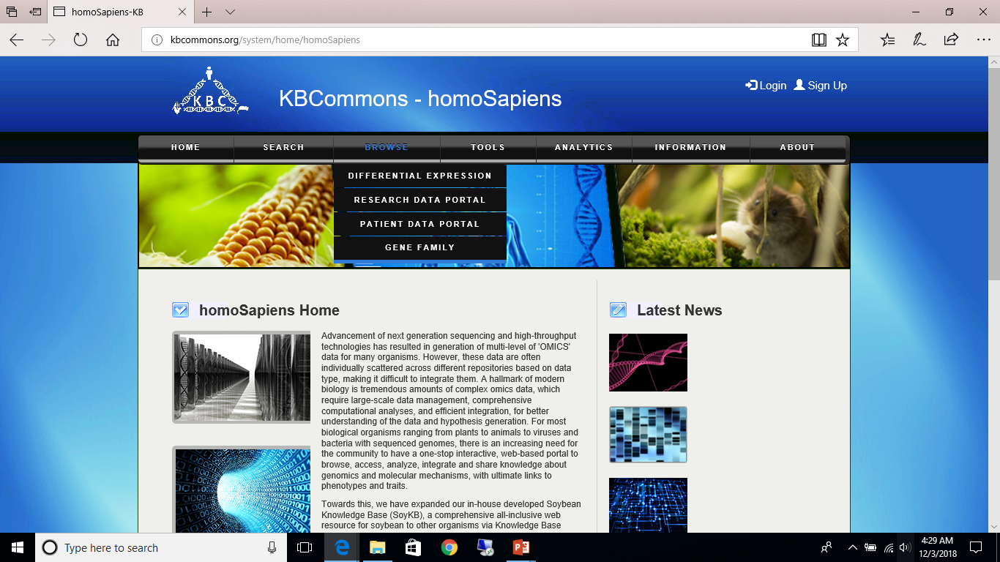 homoSapiens-KB
kbcommons.org/system/home/homoSapiens
KBC
KBCommons - homoSapiens
Login Sign Up
HOME SEARCH BROWSE TOOLS ANALYTICS INFORMATION ABOUT
DIFFERENTIAL EXPRESSION
RESEARCH DATA PORTAL
PATIENT DATA PORTAL
GENE FAMILY
homoSapiens Home
Advancement of next generation sequencing and high-throughput
technologies has resulted in generation of multi-level of 'OMICS'
data for many organisms. However, these data are often
individually scattered across different repositories based on data
type, making it difficult to integrate them. A hallmark of modern
biology is tremendous amounts of complex omics data, which
require large-scale data management, comprehensive
computational analyses, and efficient integration, for better
understanding of the data and hypothesis generation. For most
biological organisms ranging from plants to animals to viruses and
bacteria with sequenced genomes, there is an increasing need for
the community to have a one-stop interactive, web-based portal to
browse, access, analyze, integrate and share knowledge about
genomics and molecular mechanisms, with ultimate links to
phenotypes and traits.
Towards this, we have expanded our in-house developed Soybean
Knowledge Base (SoyKB), a comprehensive all-inclusive web
resource for soybean to other organisms via Knowledge Base
Latest News
Type here to search
4:29 AM
12/3/2018